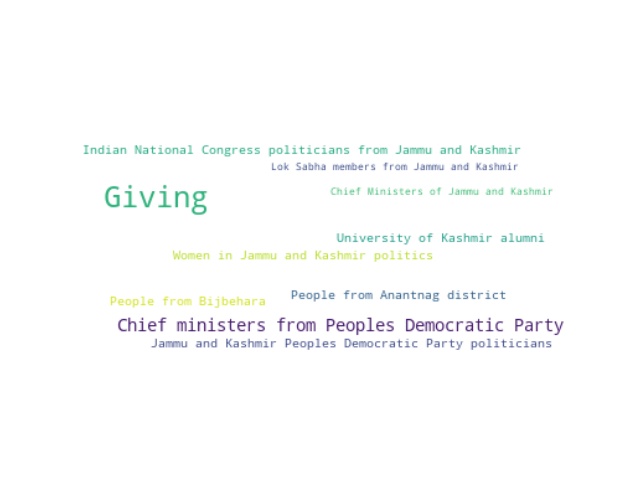 Indian National Congress politicians from Jammu and Kashmir
Lok Sabha members from Jammu and Kashmir
Giving
Chief Ministers of Jammu and Kashmir
University of Kashmir alumni
Women in Jammu and Kashmir politics
People from Anantnag district
People from Bijbehara
Chief ministers from Peoples Democratic Party
Jammu and Kashmir Peoples Democratic Party politicians